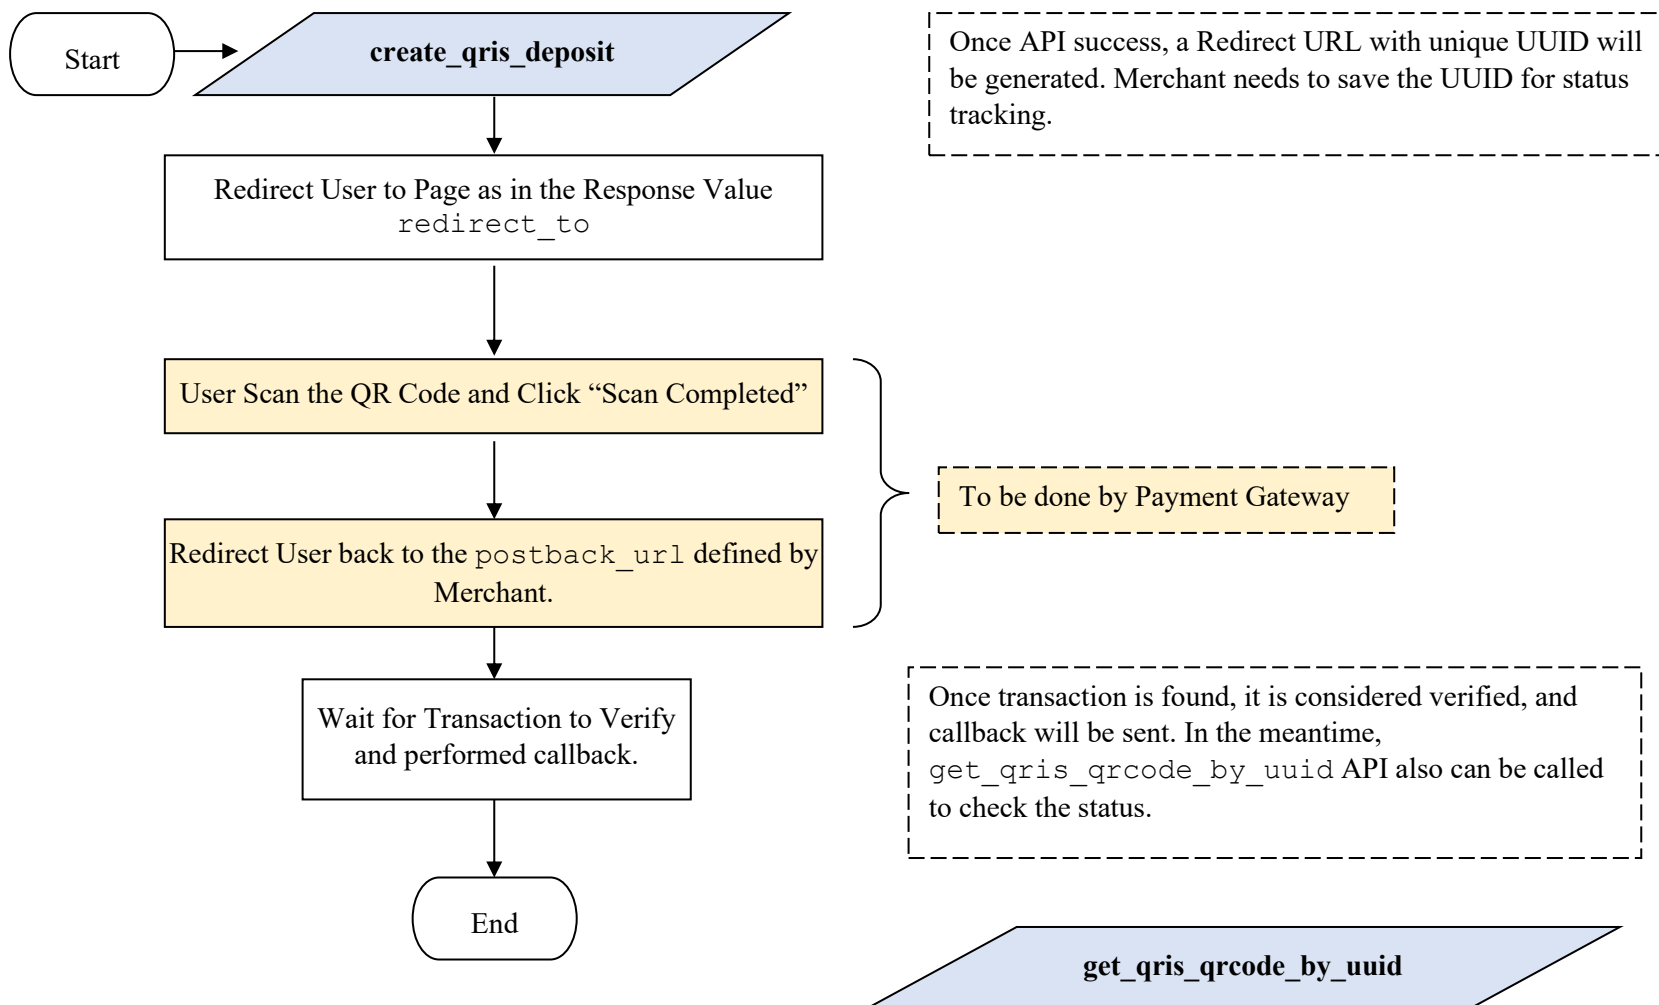 Start
create_qris_deposit
Once API success, a Redirect URL with unique UUID will
be generated. Merchant needs to save the UUID for status
tracking.
Redirect User to Page as in the Response Value
redirect_to
User Scan the QR Code and Click “Scan Completed”
To be done by Payment Gateway
Redirect User back to the postback_url defined by
Merchant.
Wait for Transaction to Verify
and performed callback.
Once transaction is found, it is considered verified, and
callback will be sent. In the meantime,
get_qris_qrcode_by_uuid API also can be called
to check the status.
End
get_qris_qrcode_by_uuid